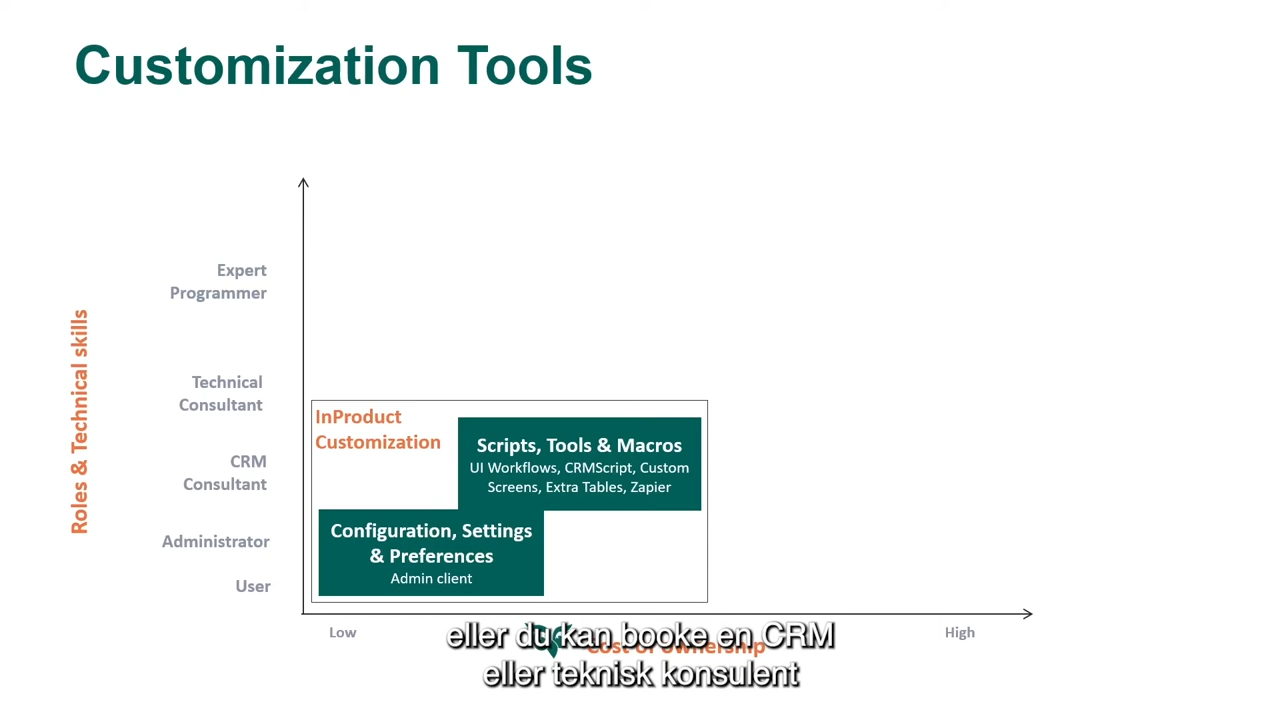 Customization Tools
Expert
Programmer
Technical
Consultant
CRM
Consultant
Administrator
User
Roles & Technical skills
InProduct
Customization
Scripts, Tools & Macros
UI Workflows, CRMScript, Custom
Screens, Extra Tables, Zapier
Configuration, Settings
& Preferences
Admin client
Low
Cost of ownership
High
eller du kan booke en CRM
eller teknisk konsulent